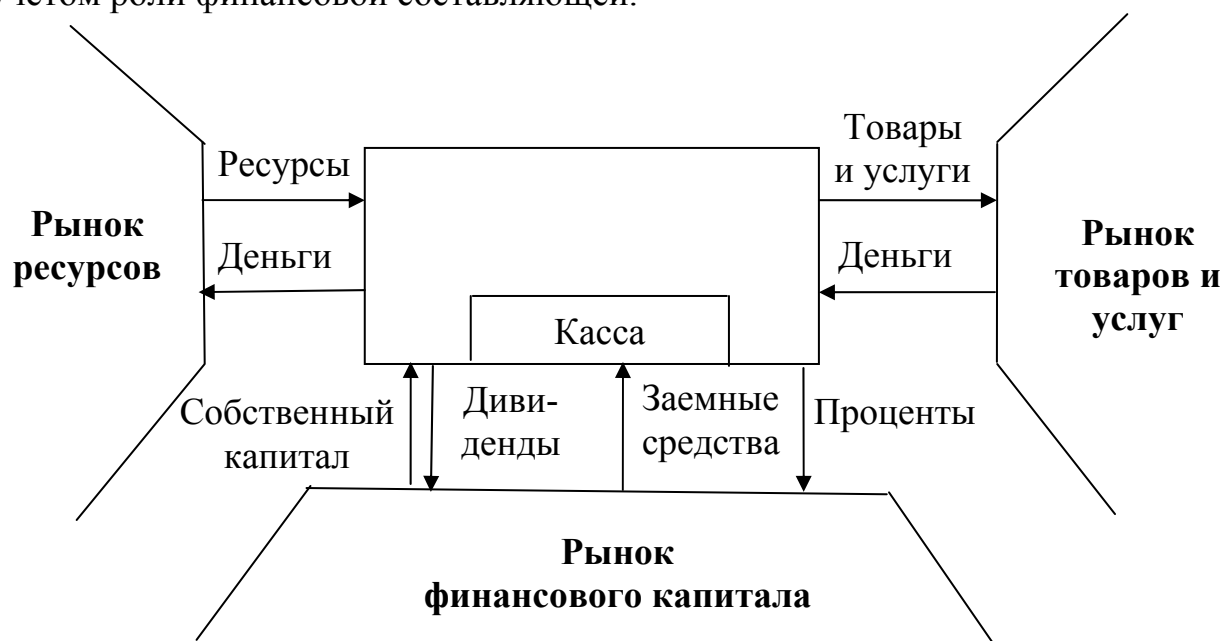 учетом роли финансовой составляющей.
Ресурсы
Деньги
Рынок
ресурсов
Товары
и услуги
Деньги
Рынок
товаров и
услуг
Касса
Собственный
капитал
Диви-
денды
Заемные
средства
Проценты
Рынок
финансового капитала